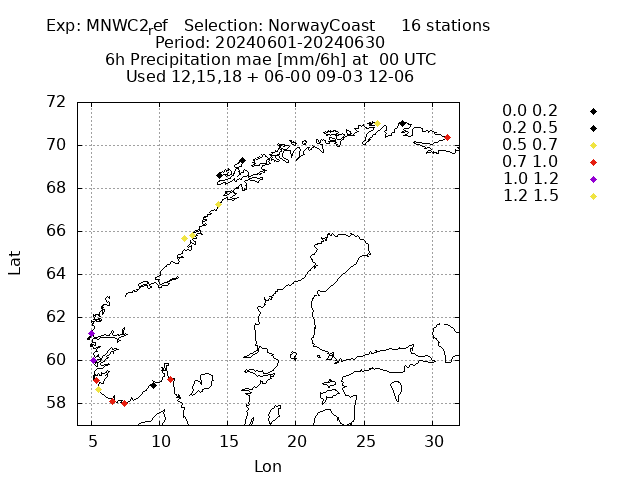 Exp: MNWC2ref Selection: NorwayCoast 16 stations
Period: 20240601-20240630
6h Precipitation mae [mm/6h] at 00 UTC
Used 12,15,18 + 06-00 09-03 12-06
72
70
68
66
64
62
60
58
5 10 15 20 25 30
Lat
Lon
0.0 0.2
0.2 0.5
0.5 0.7
0.7 1.0
1.0 1.2
1.2 1.5